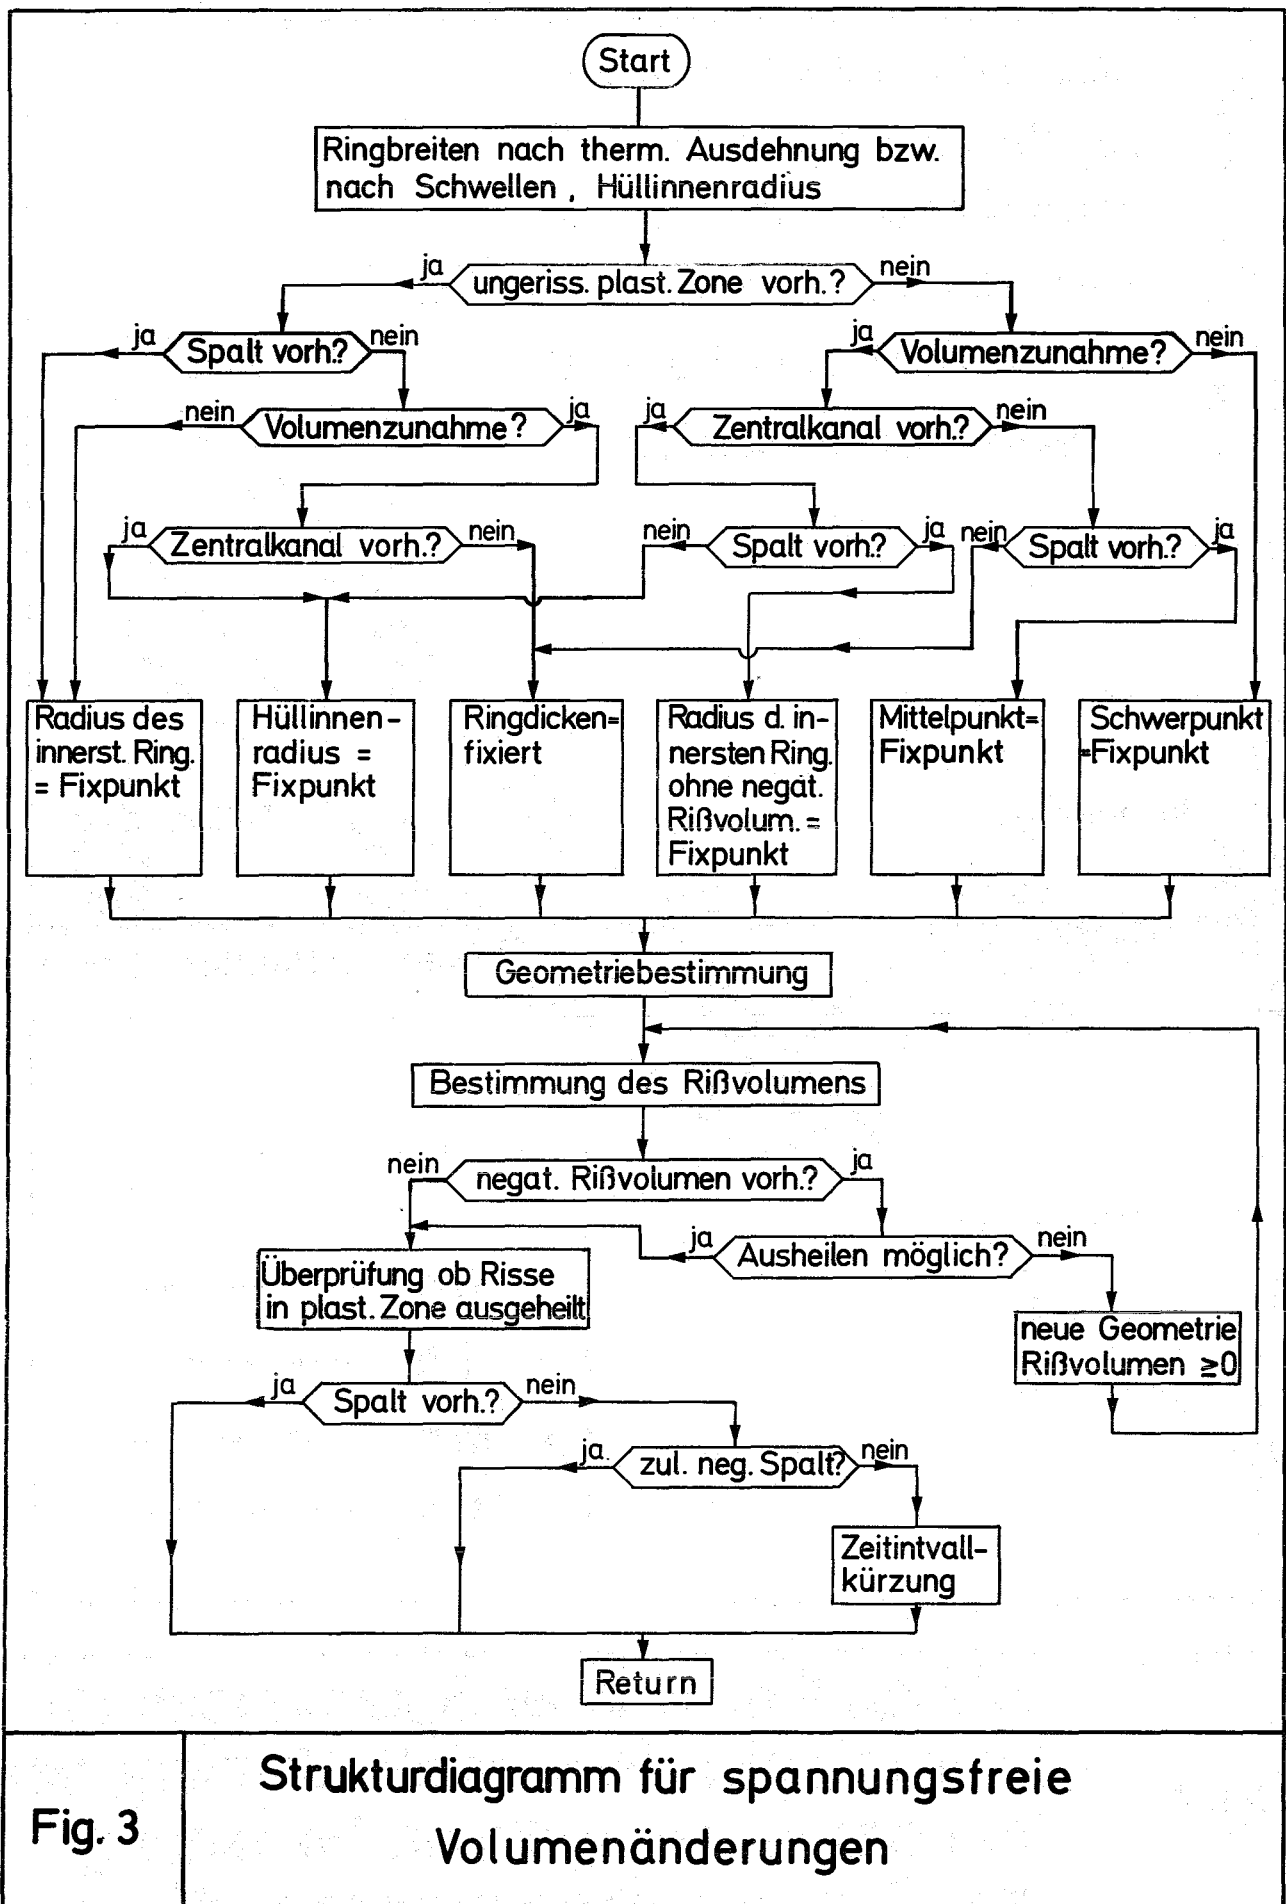 Start
Ringbreiten nach therm. Ausdehnung bzw.
nach Schwellen , Hüllinnenradius
ja
ungeriss. plast. Zone vorh.?
nein
ja
Spalt vorh.?
nein
ja
Volumenzunahme?
nein
nein
Volumenzunahme?
ja
ja
Zentralkanal vorh.?
nein
ja
Zentralkanal vorh.?
nein
nein
Spalt vorh.?
ja
nein
Spalt vorh.?
ja
Radius des
innerst. Ring.
= Fixpunkt
Hüllinnen-
radius =
Fixpunkt
Ringdicken=
fixiert
Radius d. in-
nersten Ring.
ohne negat.
Rißvolum. =
Fixpunkt
Mittelpunkt=
Fixpunkt
Schwerpunkt
=Fixpunkt
Geometriebestimmung
Bestimmung des Rißvolumens
nein
negat. Rißvolumen vorh.?
ja
ja
Ausheilen möglich?
nein
Überprüfung ob Risse
in plast. Zone ausgeheilt
neue Geometrie
Rißvolumen ≥0
ja
Spalt vorh.?
nein
ja.
zul. neg. Spalt?
nein
Zeitintvall-
kürzung
Return
Fig. 3
Strukturdiagramm für spannungsfreie
Volumenänderungen